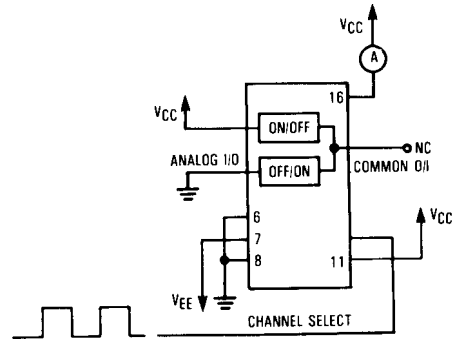 VCC
A
16
VCC
ON/OFF
NC
ANALOG I/O
OFF/ON
COMMON O/I
6
VCC
7
8
11
VEE
CHANNEL SELECT